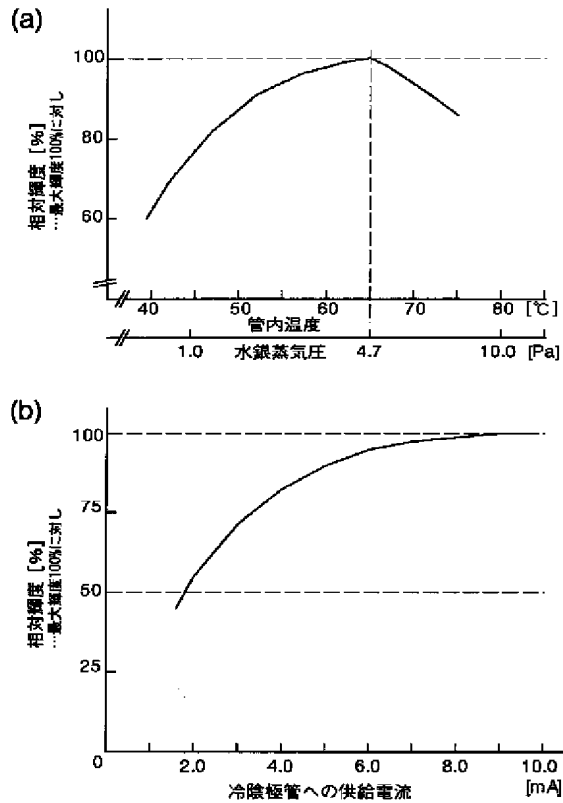 (a)
100
80
60
相対輝度 [%]
…最大輝度100%に対し
40 50 60 70 80 [℃]
管内温度
1.0 水銀蒸気圧 4.7 10.0 [Pa]
(b)
100
75
50
25
0
相対輝度 [%]
…最大輝度100%に対し
2.0 4.0 6.0 8.0 10.0
冷陰極管への供給電流 [mA]